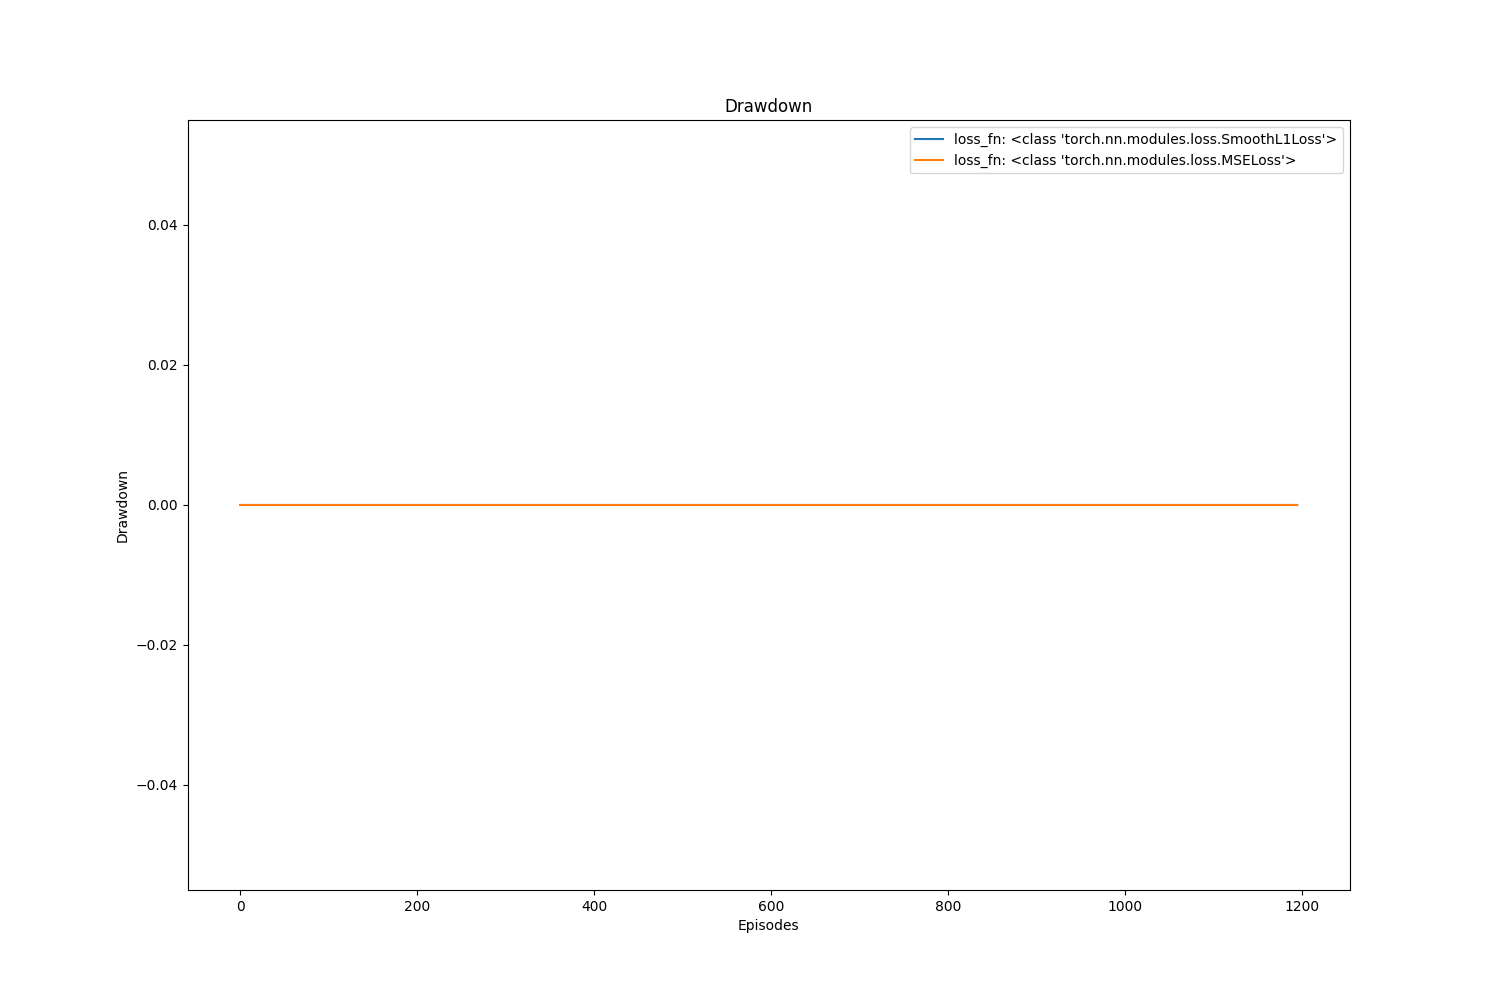 Drawdown
loss_fn: <class 'torch.nn.modules.loss.SmoothL1Loss'>
loss_fn: <class 'torch.nn.modules.loss.MSELoss'>
0.04
0.02
0.00
−0.02
−0.04
Drawdown
0 200 400 600 800 1000 1200
Episodes